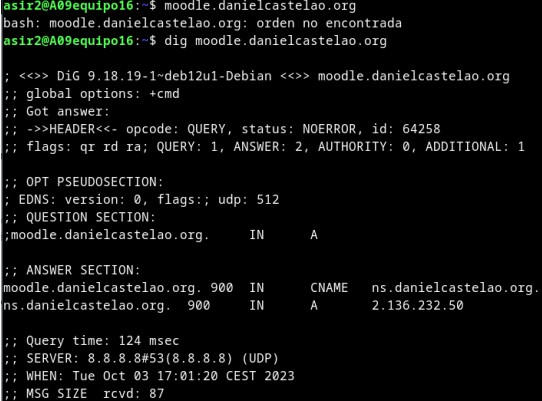 asir2@A09equipo16:~$ moodle.danielcastelao.org
bash: moodle.danielcastelao.org: orden no encontrada
asir2@A09equipo16:~$ dig moodle.danielcastelao.org

; <<>> DiG 9.18.19-1~deb12u1-Debian <<>> moodle.danielcastelao.org
;; global options: +cmd
;; Got answer:
;; ->>HEADER<<- opcode: QUERY, status: NOERROR, id: 64258
;; flags: qr rd ra; QUERY: 1, ANSWER: 2, AUTHORITY: 0, ADDITIONAL: 1

;; OPT PSEUDOSECTION:
; EDNS: version: 0, flags:; udp: 512
;; QUESTION SECTION:
;moodle.danielcastelao.org.     IN      A

;; ANSWER SECTION:
moodle.danielcastelao.org. 900  IN      CNAME   ns.danielcastelao.org.
ns.danielcastelao.org.  900     IN      A       2.136.232.50

;; Query time: 124 msec
;; SERVER: 8.8.8.8#53(8.8.8.8) (UDP)
;; WHEN: Tue Oct 03 17:01:20 CEST 2023
;; MSG SIZE  rcvd: 87